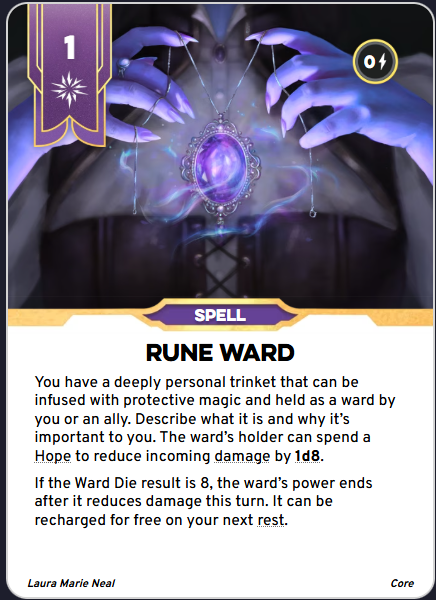 1
0
SPELL
RUNE WARD
You have a deeply personal trinket that can be
infused with protective magic and held as a ward by
you or an ally. Describe what it is and why it's
important to you. The ward's holder can spend a
Hope to reduce incoming damage by 1d8.
If the Ward Die result is 8, the ward's power ends
after it reduces damage this turn. It can be
recharged for free on your next rest.
Laura Marie Neal
Core